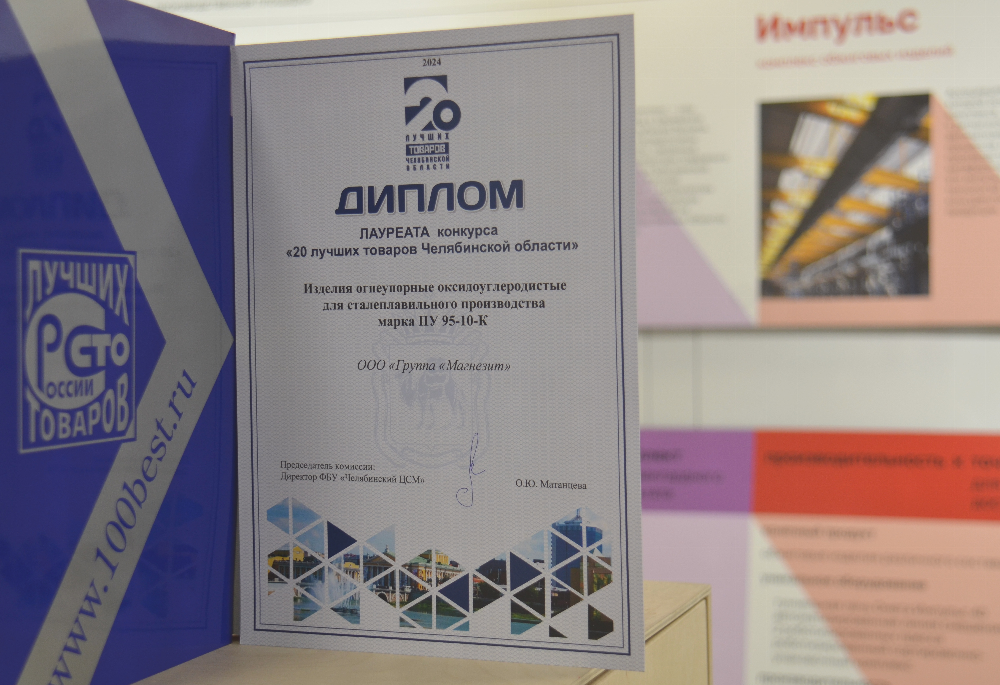 ЛУЧШИХ
СТО
РОССИИ
ТОВАРОВ
www.100best.ru
2024
20
ЛУЧШИХ
ТОВАРОВ
ЧЕЛЯБИНСКОЙ
ОБЛАСТИ
ДИПЛОМ
ЛАУРЕАТА конкурса
«20 лучших товаров Челябинской области»
Изделия огнеупорные оксидоуглеродистые
для сталеплавильного производства
марка ПУ 95-10-К
ООО «Группа «Магнезит»
Председатель комиссии:
Директор ФБУ «Челябинский ЦСМ»
О.Ю. Матанцева
Импульс
производительность и